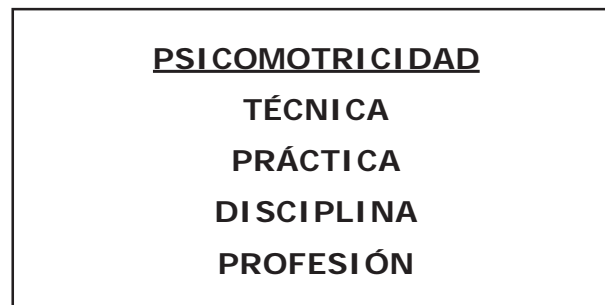 PSICOMOTRICIDAD
TÉCNICA
PRÁCTICA
DISCIPLINA
PROFESIÓN